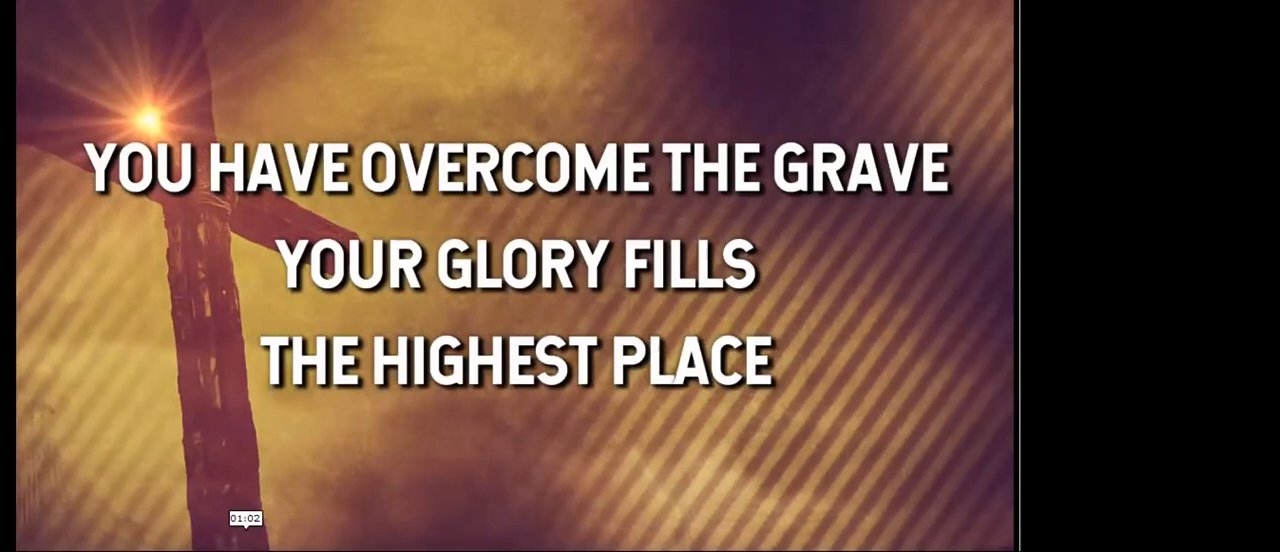 YOU HAVE OVERCOME THE GRAVE
YOUR GLORY FILLS
THE HIGHEST PLACE
01:02